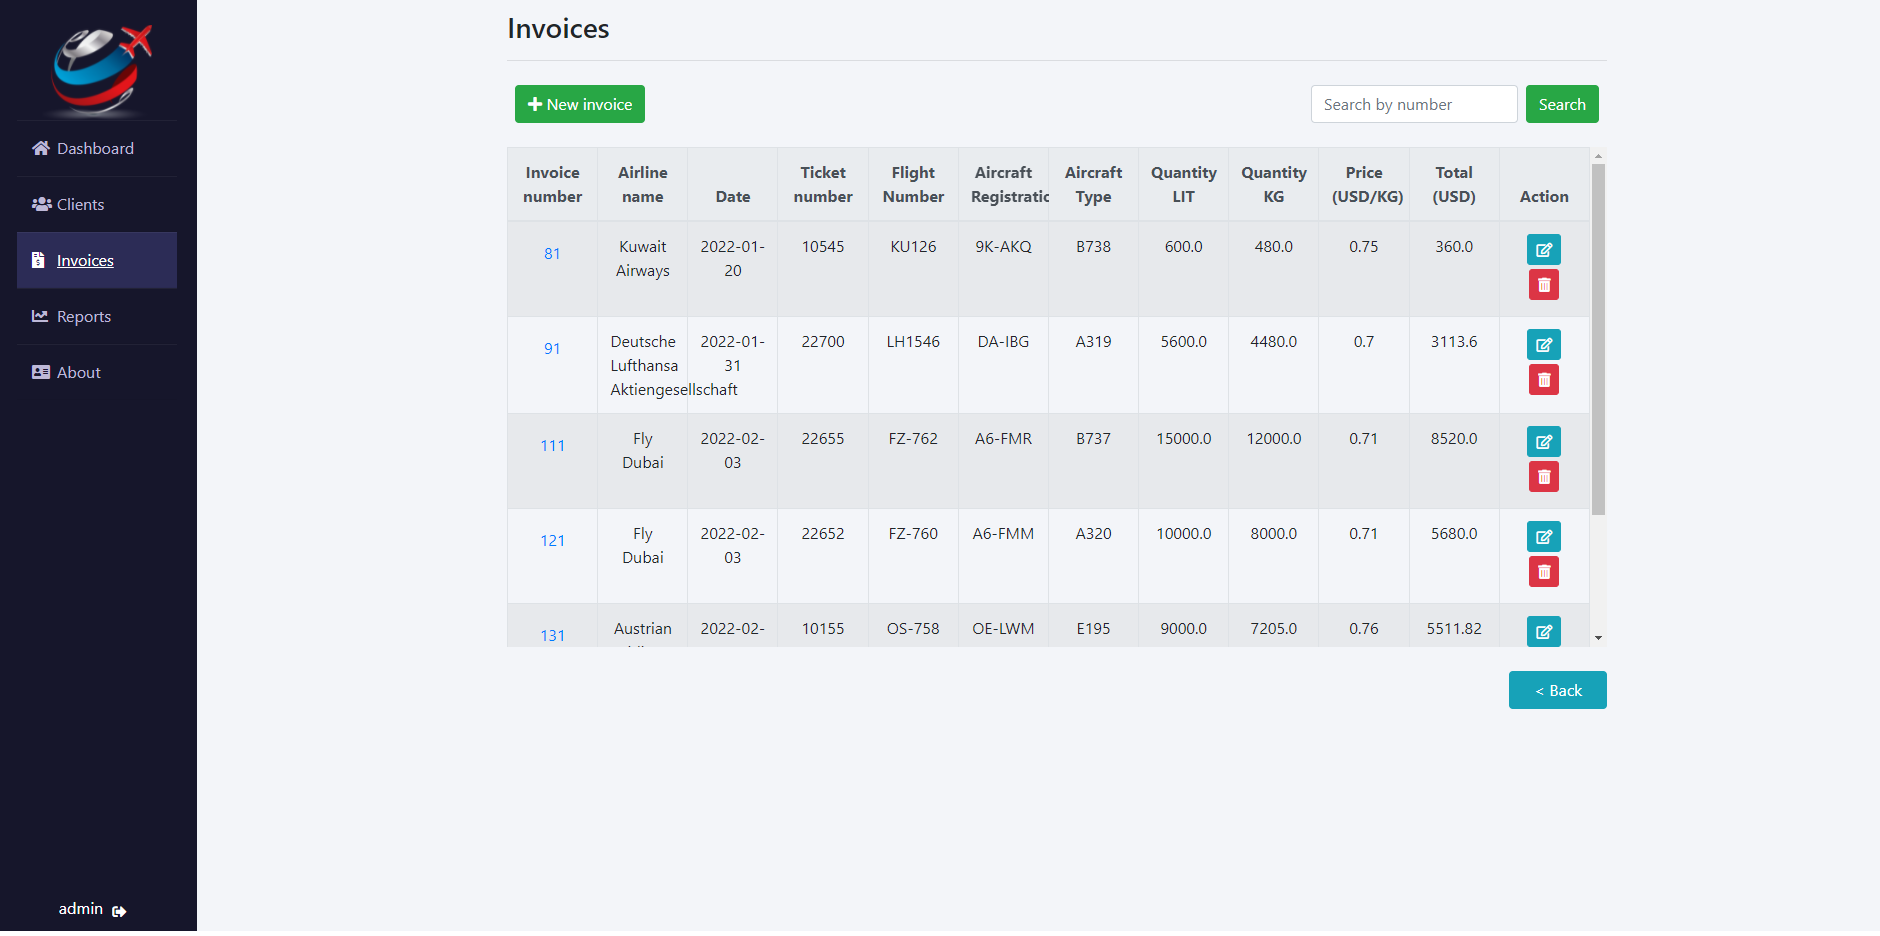 Invoices
New invoice
Search by number
Search
Dashboard
Clients
Invoices
Reports
About
admin
Invoice number Airline name Date Ticket number Flight Number Aircraft Registratio Aircraft Type Quantity LIT Quantity KG Price (USD/KG) Total (USD) Action
81 Kuwait Airways 2022-01-20 10545 KU126 9K-AKQ B738 600.0 480.0 0.75 360.0
91 Deutsche Lufthansa Aktiengesellschaft 2022-01-31 22700 LH1546 DA-IBG A319 5600.0 4480.0 0.7 3113.6
111 Fly Dubai 2022-02-03 22655 FZ-762 A6-FMR B737 15000.0 12000.0 0.71 8520.0
121 Fly Dubai 2022-02-03 22652 FZ-760 A6-FMM A320 10000.0 8000.0 0.71 5680.0
131 Austrian 2022-02- 10155 OS-758 OE-LWM E195 9000.0 7205.0 0.76 5511.82
< Back